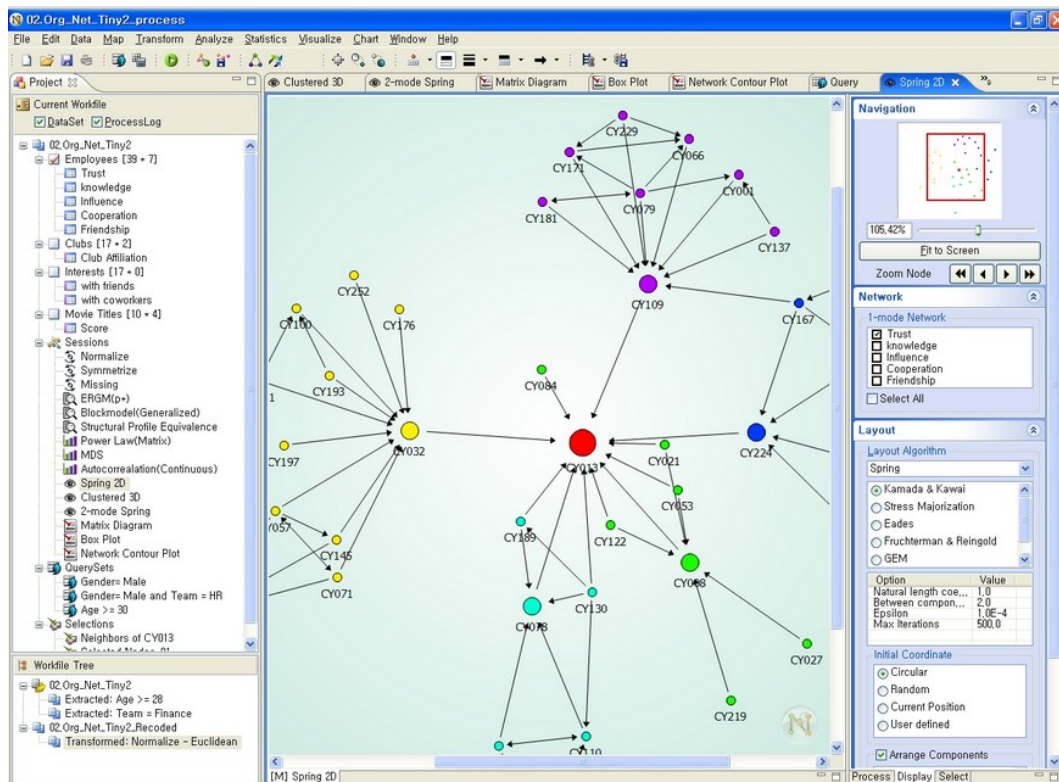 02.Org_Net_Tiny2_process
File Edit Data Map Transform Analyze Statistics Visualize Chart Window Help
Project
Clustered 3D 2-mode Spring Matrix Diagram Box Plot Network Contour Plot Query Spring 2D
Current Workfile
DataSet ProcessLog
02.Org_Net_Tiny2
Employees [39 * 7]
Trust
knowledge
Influence
Cooperation
Friendship
Clubs [17 * 2]
Club Affiliation
Interests [17 * 0]
with friends
with coworkers
Movie Titles [10 * 4]
Score
Sessions
Normalize
Symmetrize
Missing
ERGM(p*)
Blockmodel(Generalized)
Structural Profile Equivalence
Power Law(Matrix)
MDS
Autocorrealation(Continuous)
Spring 2D
Clustered 3D
2-mode Spring
Matrix Diagram
Box Plot
Network Contour Plot
QuerySets
Gender= Male
Gender= Male and Team = HR
Age >= 30
Selections
Neighbors of CY013
Workfile Tree
02.Org_Net_Tiny2
Extracted: Age >= 28
Extracted: Team = Finance
02.Org_Net_Tiny2_Recoded
Transformed: Normalize - Euclidean
CY229
CY171
CY066
CY001
CY079
CY181
CY137
CY109
CY252
CY100
CY176
CY167
CY084
CY193
CY032
CY013
CY224
CY197
CY021
CY053
CY057
CY189
CY122
CY145
CY071
CY130
CY078
CY027
CY219
CY110
[M] Spring 2D
Navigation
105.42%
Fit to Screen
Zoom Node
Network
1-mode Network
Trust
knowledge
Influence
Cooperation
Friendship
Select All
Layout
Layout Algorithm
Spring
Kamada & Kawai
Stress Majorization
Eades
Fruchterman & Reingold
GEM
Option Value
Natural length coe,,, 1,0
Between compon,,, 2,0
Epsilon 1,0E-4
Max Iterations 500,0
Initial Coordinate
Circular
Random
Current Position
User defined
Arrange Components
Process Display Select